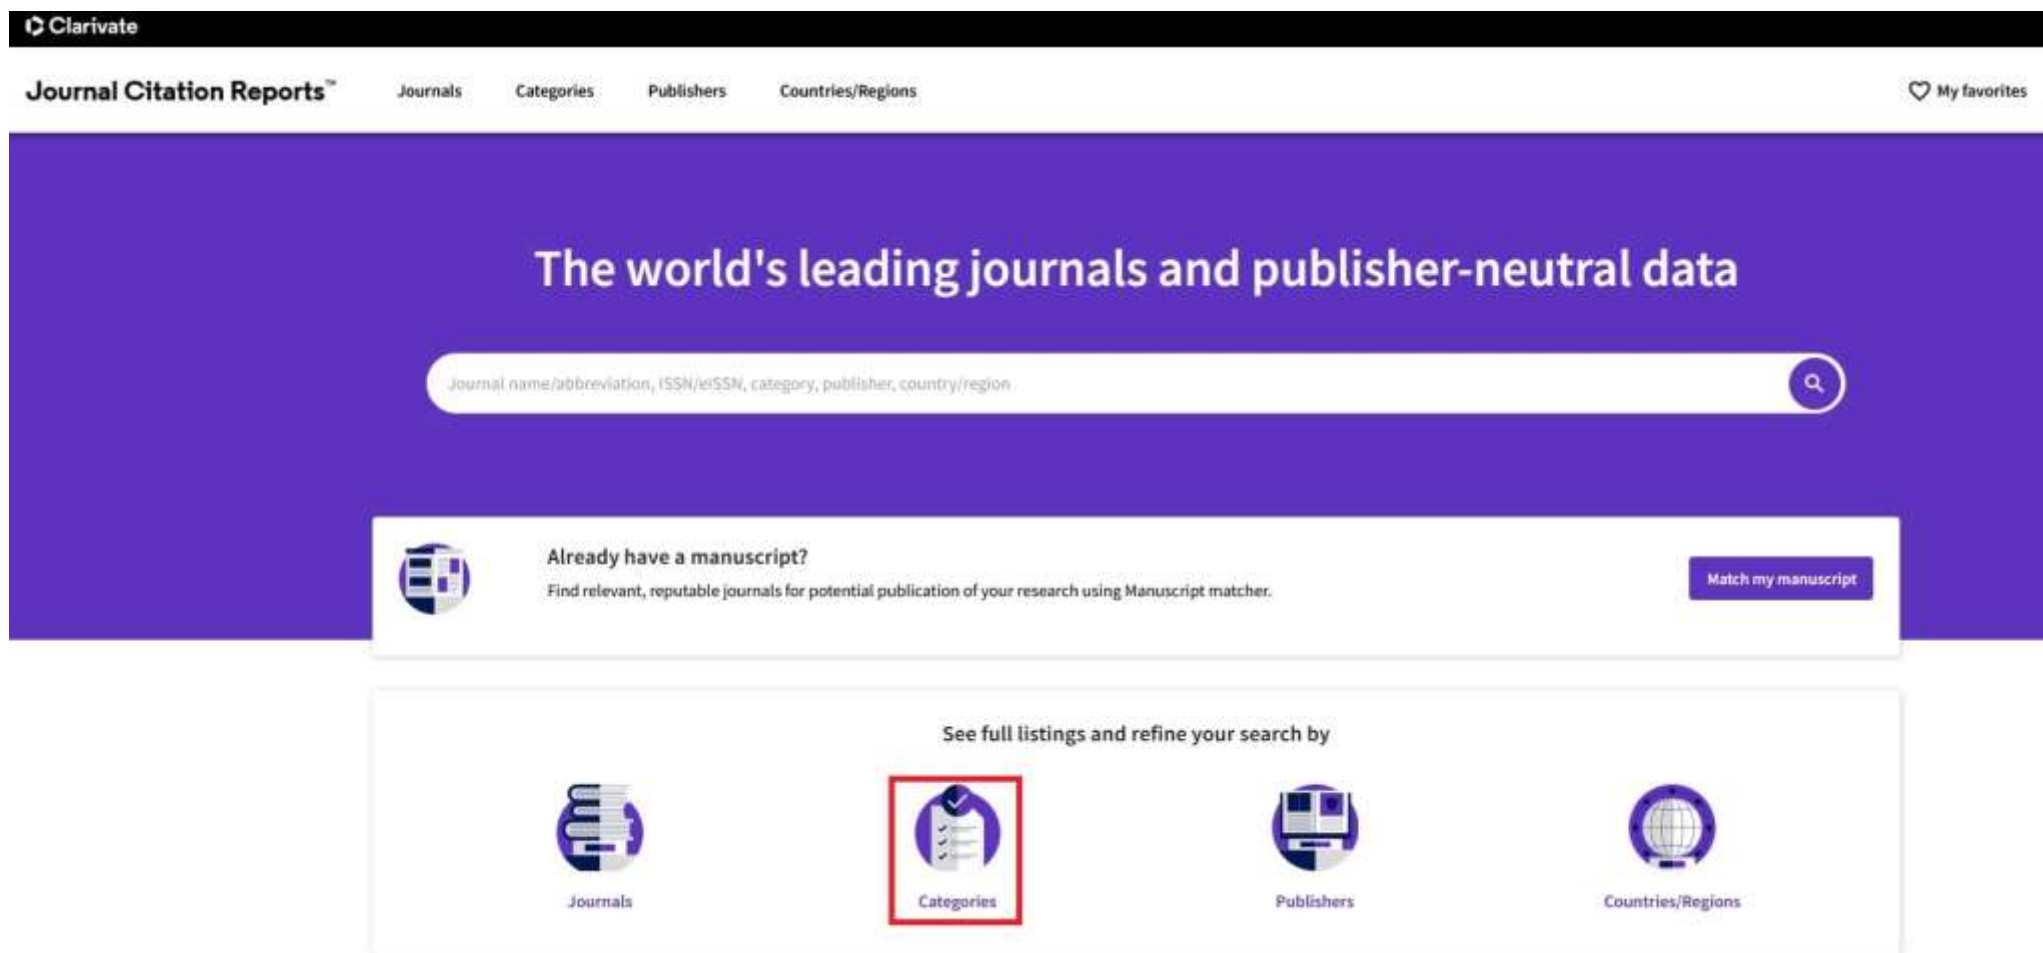 Clarivate
Journal Citation Reports™ Journals Categories Publishers Countries/Regions My favorites
The world's leading journals and publisher-neutral data
Journal name/abbreviation, ISSN/eISSN, category, publisher, country/region
Already have a manuscript?
Find relevant, reputable journals for potential publication of your research using Manuscript matcher.
Match my manuscript
See full listings and refine your search by
Journals Categories Publishers Countries/Regions